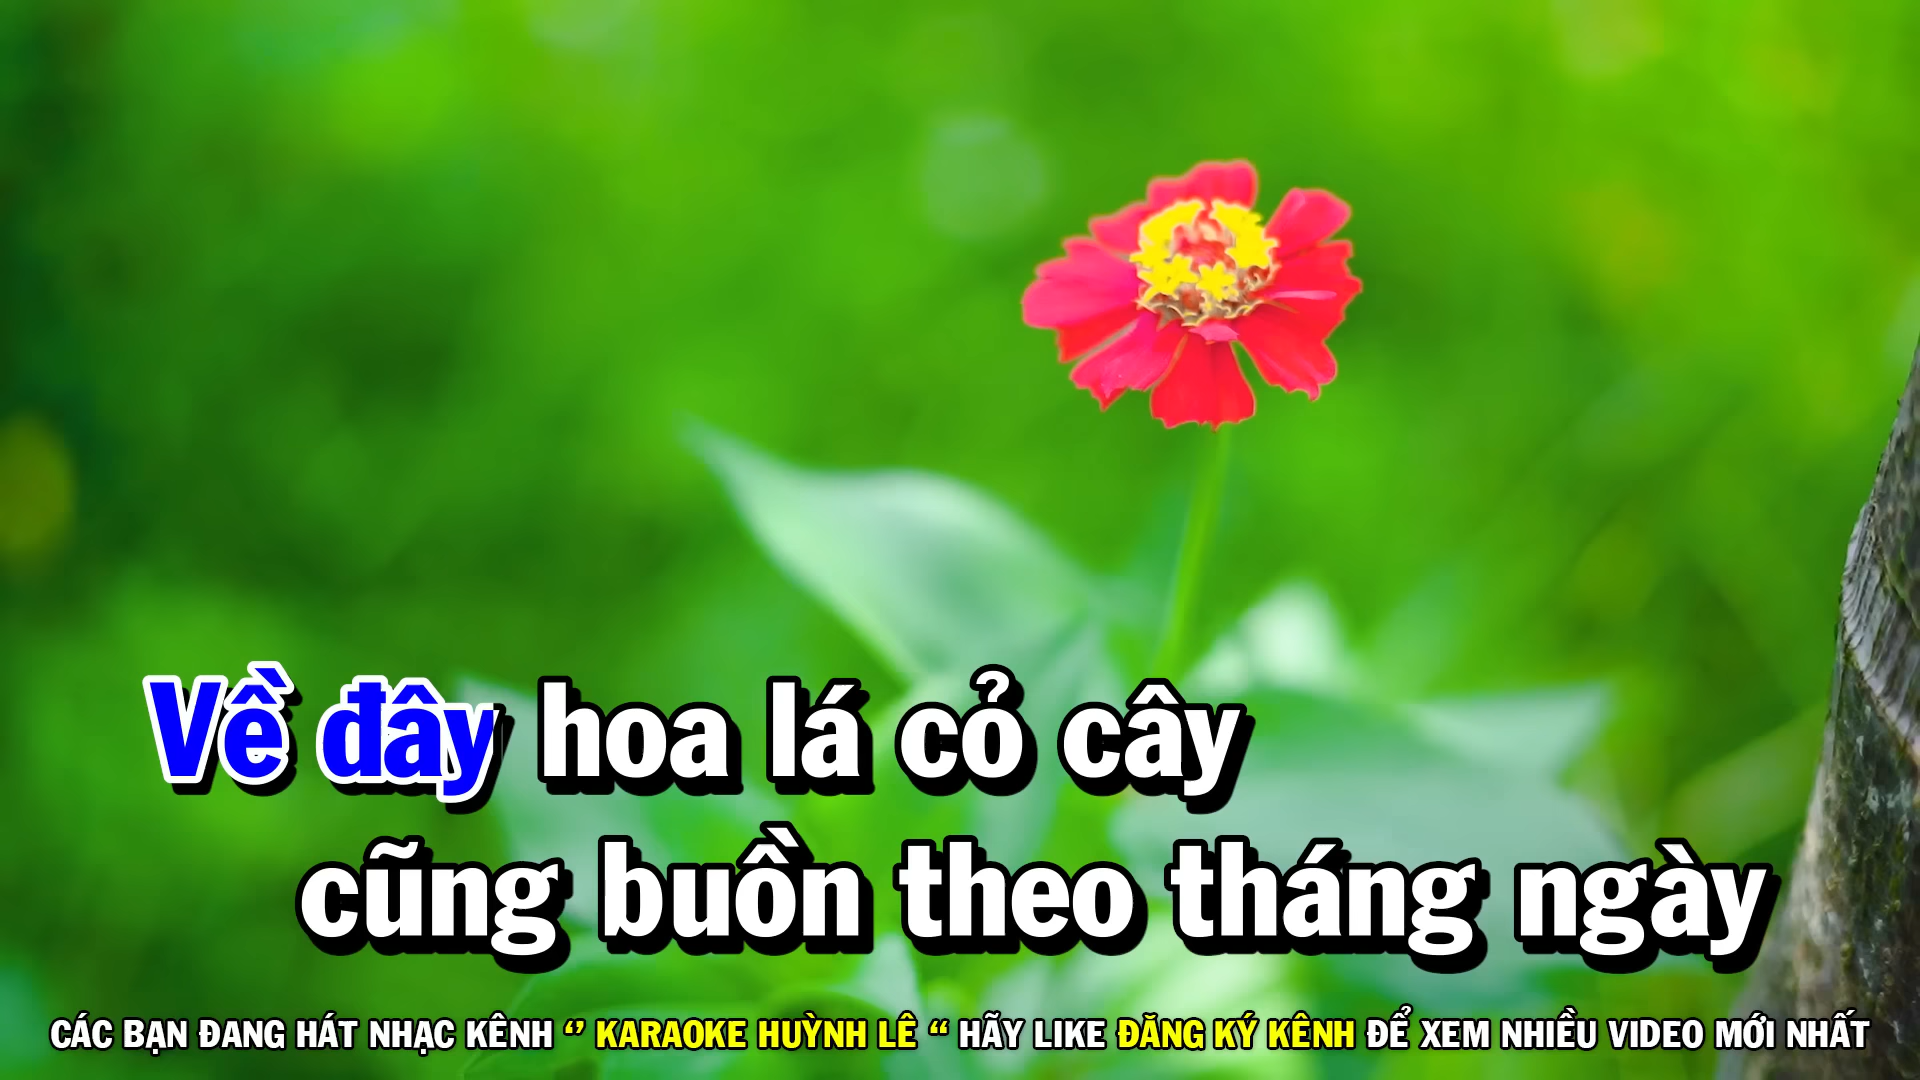 Về đây hoa lá cỏ cây
cũng buồn theo tháng ngày
CÁC BẠN ĐANG HÁT NHẠC KÊNH “ KARAOKE HUỲNH LÊ “ HÃY LIKE ĐĂNG KÝ KÊNH ĐỂ XEM NHIỀU VIDEO MỚI NHẤT